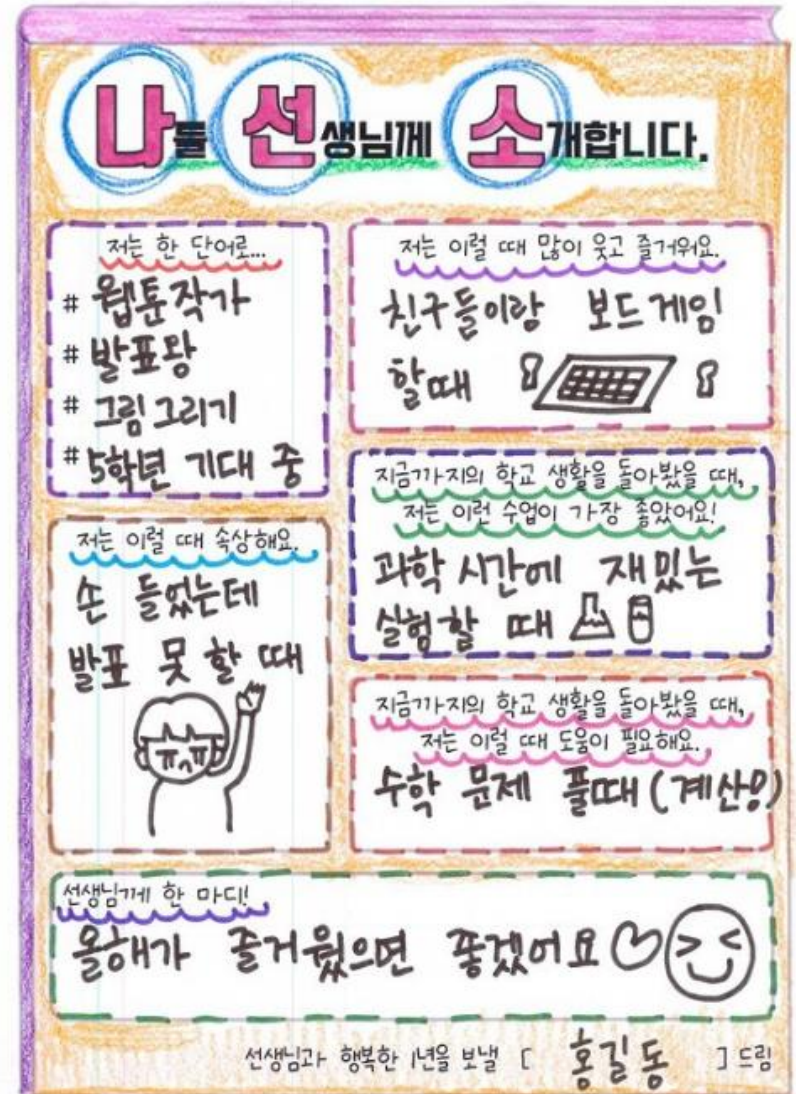 나를 선생님께 소개합니다.
저는 한 단어로...
# 웹툰작가
# 발표왕
# 그림 그리기
# 5학년 기대 중
저는 이럴 때 많이 웃고 즐거워요.
친구들이랑 보드게임
할때
지금까지의 학교 생활을 돌아봤을 때,
저는 이런 수업이 가장 좋았어요!
과학 시간에 재밌는
실험할 때
저는 이럴 때 속상해요.
손 들었는데
발표 못 할 때
지금까지의 학교 생활을 돌아봤을 때,
저는 이럴 때 도움이 필요해요.
수학 문제 풀때 (계산응)
선생님께 한 마디!
올해가 즐거웠으면 좋겠어요
선생님과 행복한 1년을 보낼 [ 홍길동 ] 드림